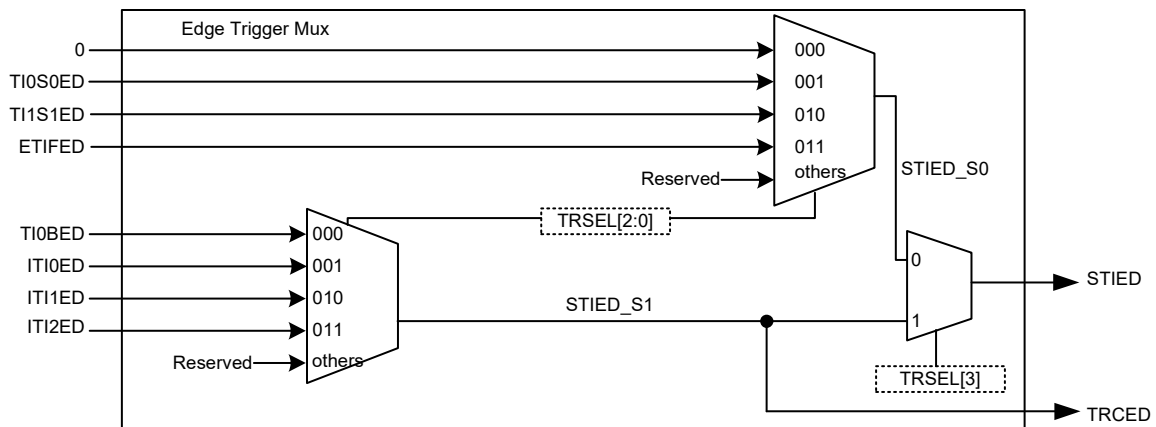 Edge Trigger Mux
0
000
TI0S0ED
001
TI1S1ED
010
ETIFED
011
others
Reserved
STIED_S0
TRSEL[2:0]
TI0BED
000
ITI0ED
001
0
STIED
ITI1ED
010
STIED_S1
ITI2ED
011
1
Reserved
others
TRSEL[3]
TRCED